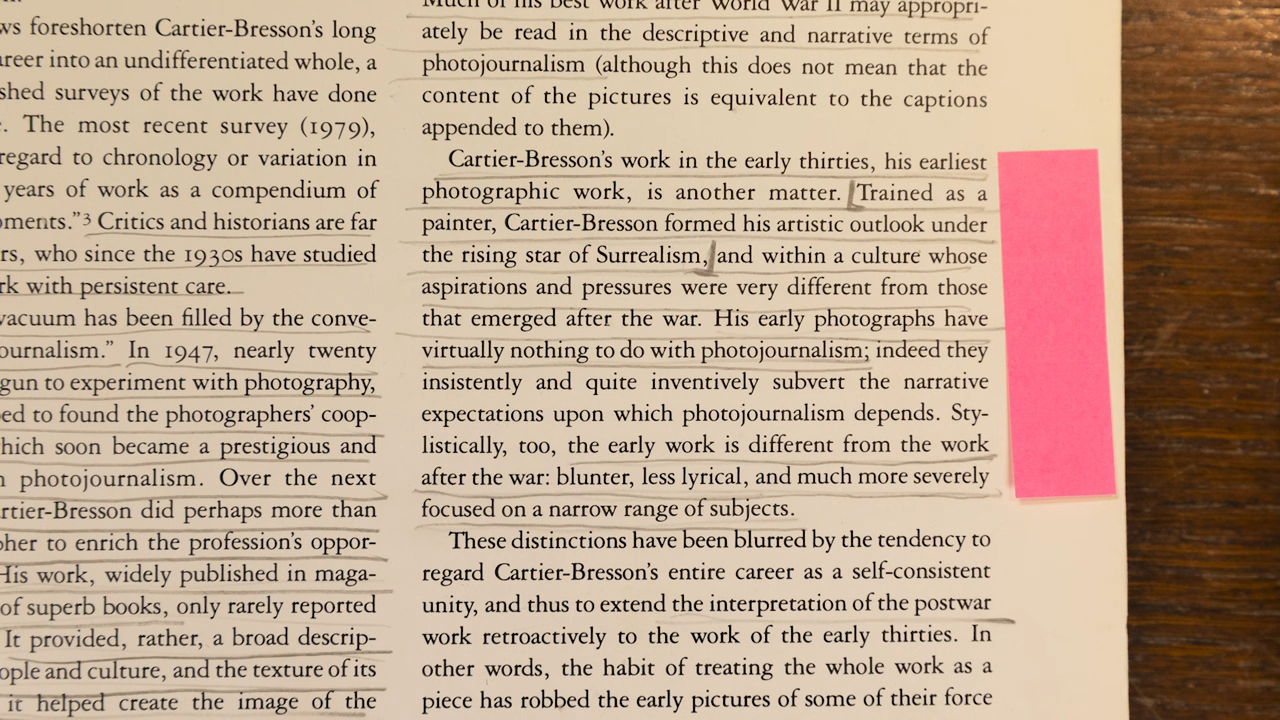 ws foreshorten Cartier-Bresson's long
areer into an undifferentiated whole, a
shed surveys of the work have done
. The most recent survey (1979),
regard to chronology or variation in
years of work as a compendium of
oments."3 Critics and historians are far
rs, who since the 1930s have studied
rk with persistent care.
vacuum has been filled by the conve-
ournalism." In 1947, nearly twenty
gun to experiment with photography,
ed to found the photographers' coop-
hich soon became a prestigious and
n photojournalism. Over the next
rtier-Bresson did perhaps more than
pher to enrich the profession's oppor-
His work, widely published in maga-
of superb books, only rarely reported
It provided, rather, a broad descrip-
ople and culture, and the texture of its
it helped create the image of the
Much of his best work after World War II may appropri-
ately be read in the descriptive and narrative terms of
photojournalism (although this does not mean that the
content of the pictures is equivalent to the captions
appended to them).
Cartier-Bresson's work in the early thirties, his earliest
photographic work, is another matter. Trained as a
painter, Cartier-Bresson formed his artistic outlook under
the rising star of Surrealism, and within a culture whose
aspirations and pressures were very different from those
that emerged after the war. His early photographs have
virtually nothing to do with photojournalism; indeed they
insistently and quite inventively subvert the narrative
expectations upon which photojournalism depends. Sty-
listically, too, the early work is different from the work
after the war: blunter, less lyrical, and much more severely
focused on a narrow range of subjects.
These distinctions have been blurred by the tendency to
regard Cartier-Bresson's entire career as a self-consistent
unity, and thus to extend the interpretation of the postwar
work retroactively to the work of the early thirties. In
other words, the habit of treating the whole work as a
piece has robbed the early pictures of some of their force